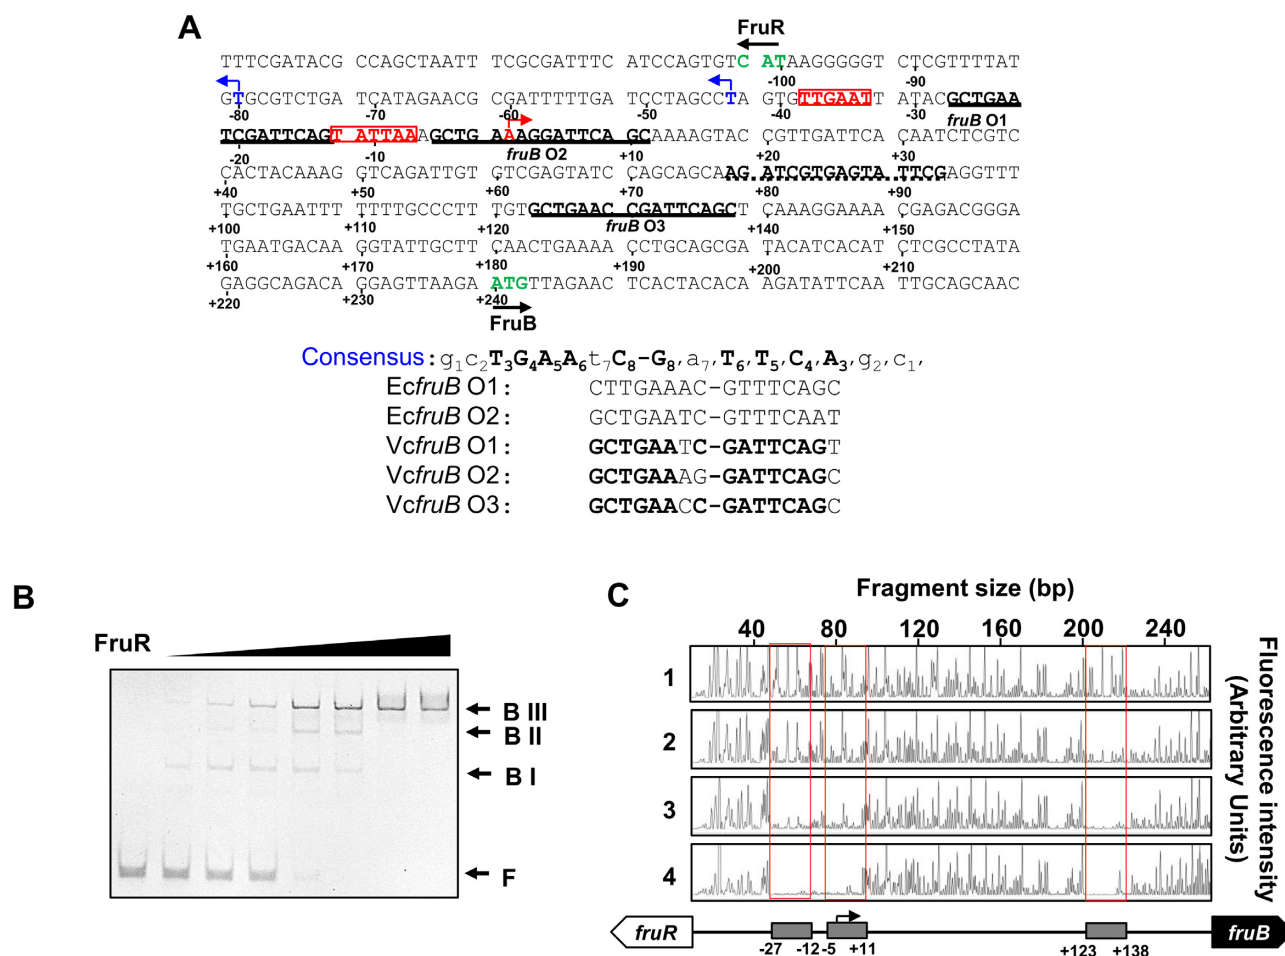 A
FruR
TTTCGATACG CCAGCTAATT TCGCGATTTC ATCCAGTGTC ATAAGGGGGT CTCGTTTTAT
-100 -90
GTGCGTCTGA TCATAGAACG CGATTTTTGA TCCTAGCCTA GTGTTGAATT ATACGCTGAA
-80 -70 -60 -50 fruB O1
TCGATTCAGT ATTAAAGCTG AAAGGATTCA GCAAAAGTAC CGTTGATTCA CAATCTCGTC
-20 -10 fruB O2 +10 +20 +30
CACTACAAAG GTCAGATTGT GTCGAGTATC CAGCAGCAAG ATCGTGAGTA TTCGAGGTTT
+40 +50 +60 +70 +80 +90
TGCTGAATTT TTTTGCCCTT TGTGCTGAAC CGATTCAGCT CAAAGGAAAA CGAGACGGGA
+100 +110 +120 fruB O3 +140 +150
TGAATGACAA GGTATTGCTT CAACTGAAAA CCTGCAGCGA TACATCACAT CTCGCCTATA
+160 +170 +180 +190 +200 +210
GAGGCAGACA GGAGTTAAGA ATGTTAGAAC TCACTACACA AGATATTCAA TTGCAGCAAC
+220 +230 +240
FruB
Consensus: g1c2T3G4A5A6t7C8-G8'a7'T6'T5'C4'A3'g2'c1'
EcfruB O1: CTTGAAAC-GTTTCAGC
EcfruB O2: GCTGAATC-GTTTCAAT
VcfruB O1: GCTGAATC-GATTCAGT
VcfruB O2: GCTGAAAG-GATTCAGC
VcfruB O3: GCTGAACC-GATTCAGC
B
FruR
B III
B II
B I
F
C
Fragment size (bp)
40 80 120 160 200 240
1
2
3
4
Fluorescence intensity
(Arbitrary Units)
fruR fruB
-27 -12 -5 +11 +123 +138